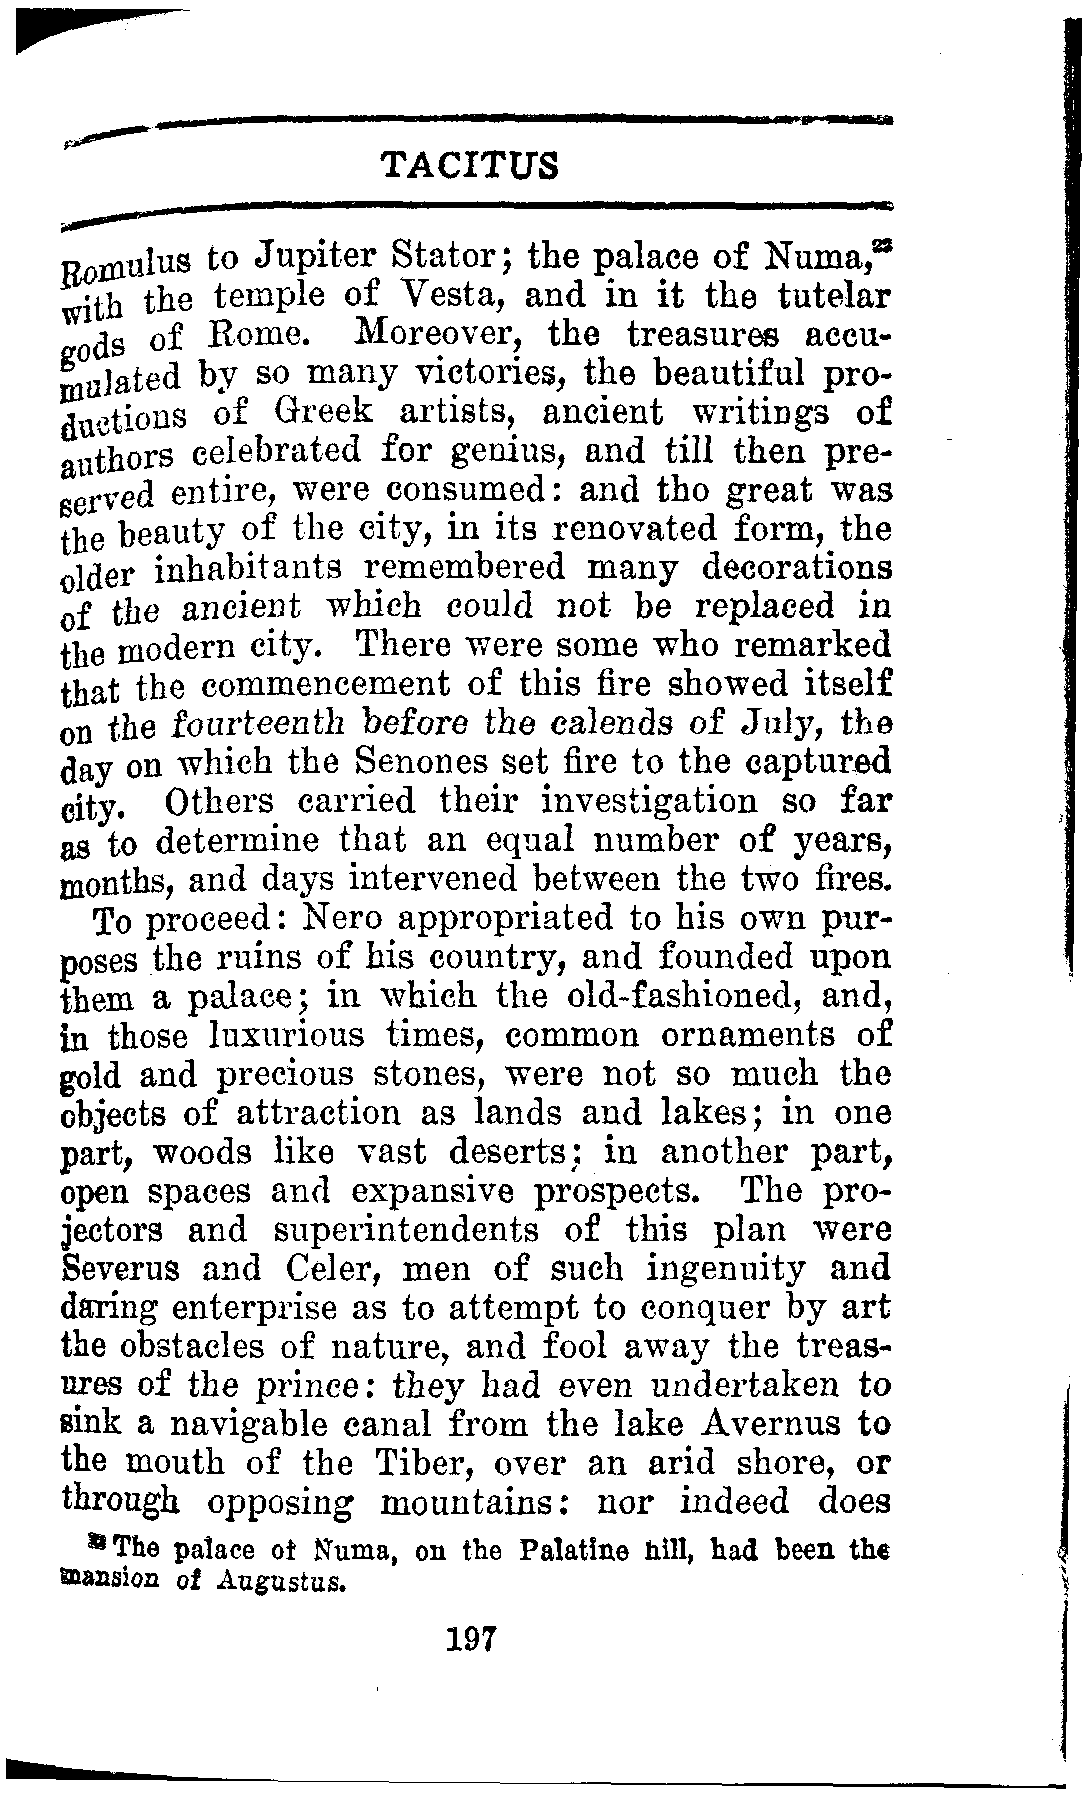 TACITUS
Romulus to Jupiter Stator; the palace of Numa,²²
with the temple of Vesta, and in it the tutelar
gods of Rome. Moreover, the treasures accu-
mulated by so many victories, the beautiful pro-
ductions of Greek artists, ancient writings of
authors celebrated for genius, and till then pre-
served entire, were consumed: and tho great was
the beauty of the city, in its renovated form, the
older inhabitants remembered many decorations
of the ancient which could not be replaced in
the modern city. There were some who remarked
that the commencement of this fire showed itself
on the fourteenth before the calends of July, the
day on which the Senones set fire to the captured
city. Others carried their investigation so far
as to determine that an equal number of years,
months, and days intervened between the two fires.
To proceed: Nero appropriated to his own pur-
poses the ruins of his country, and founded upon
them a palace; in which the old-fashioned, and,
in those luxurious times, common ornaments of
gold and precious stones, were not so much the
objects of attraction as lands and lakes; in one
part, woods like vast deserts; in another part,
open spaces and expansive prospects. The pro-
jectors and superintendents of this plan were
Severus and Celer, men of such ingenuity and
daring enterprise as to attempt to conquer by art
the obstacles of nature, and fool away the treas-
ures of the prince: they had even undertaken to
sink a navigable canal from the lake Avernus to
the mouth of the Tiber, over an arid shore, or
through opposing mountains: nor indeed does
²² The palace of Numa, on the Palatine hill, had been the
mansion of Augustus.
197